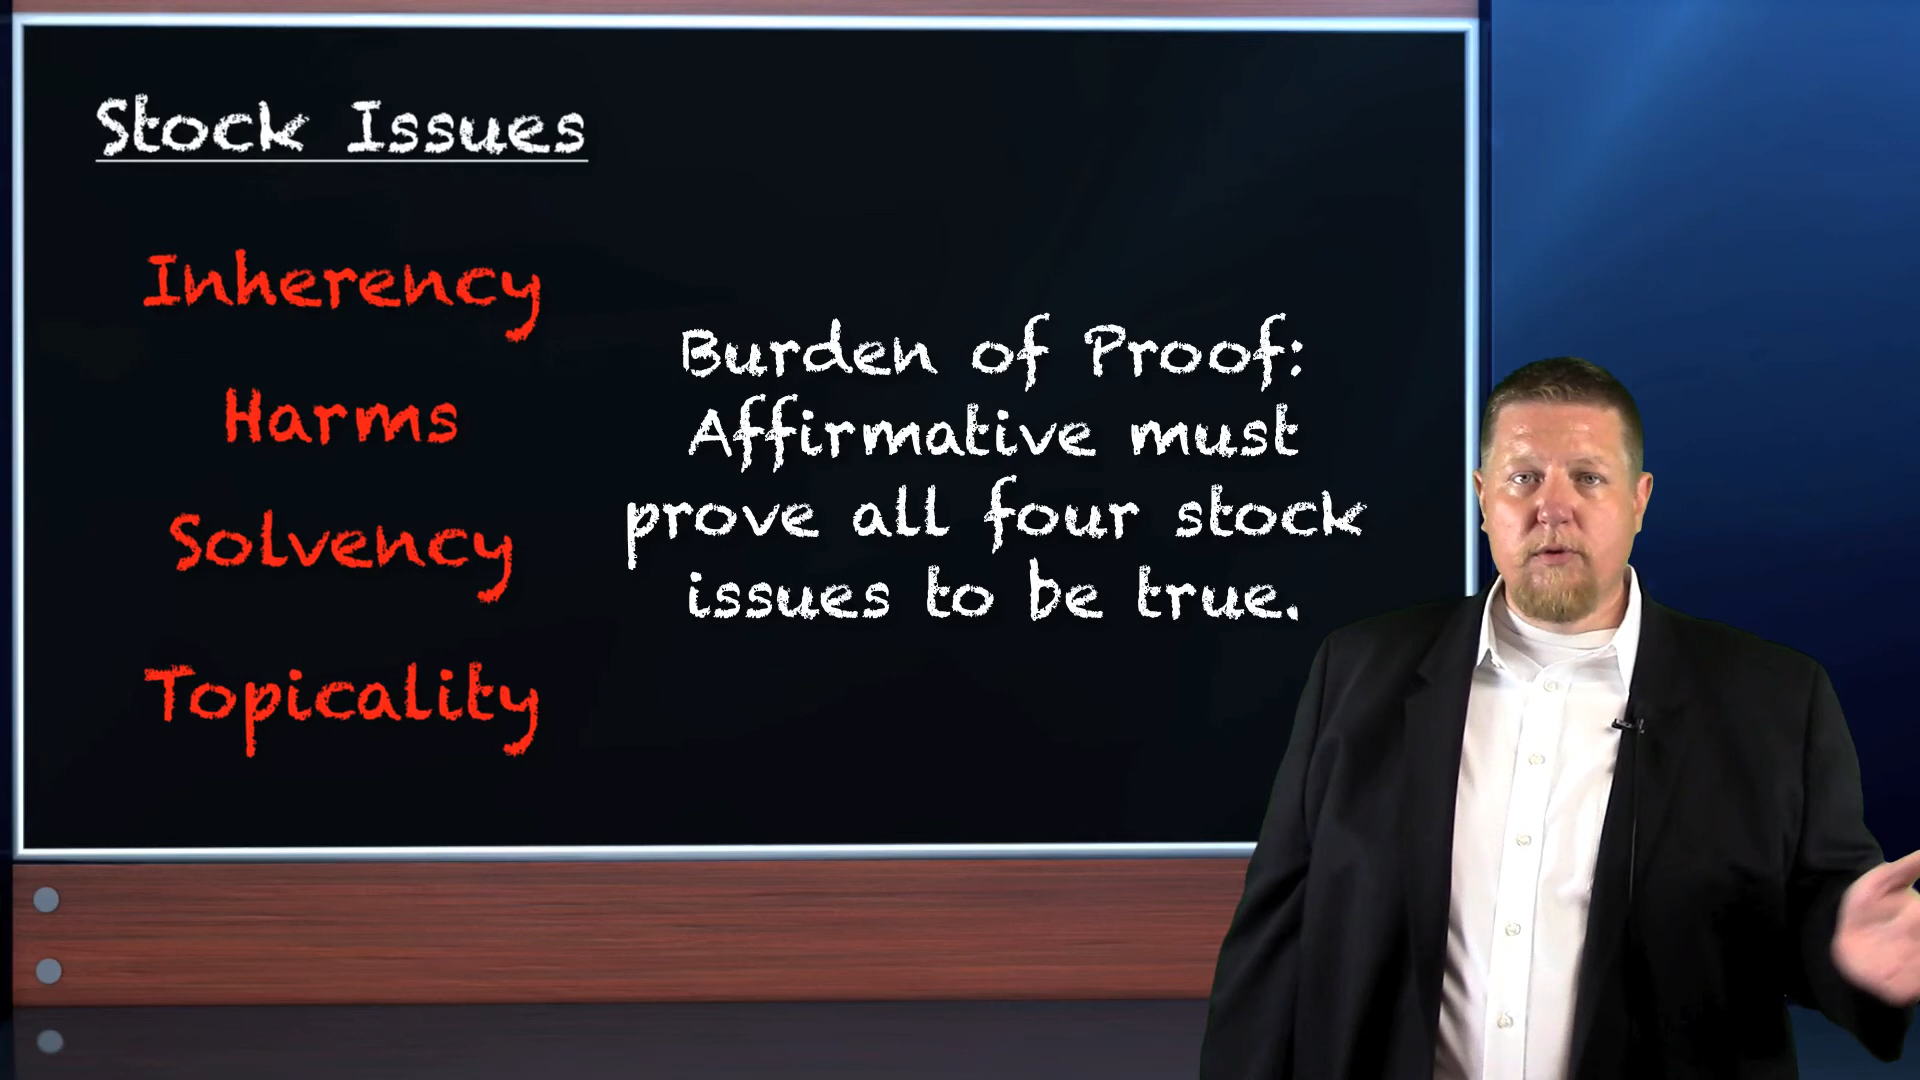 Stock Issues
Inherency
Harms
Solvency
Topicality
Burden of Proof:
Affirmative must
prove all four stock
issues to be true.